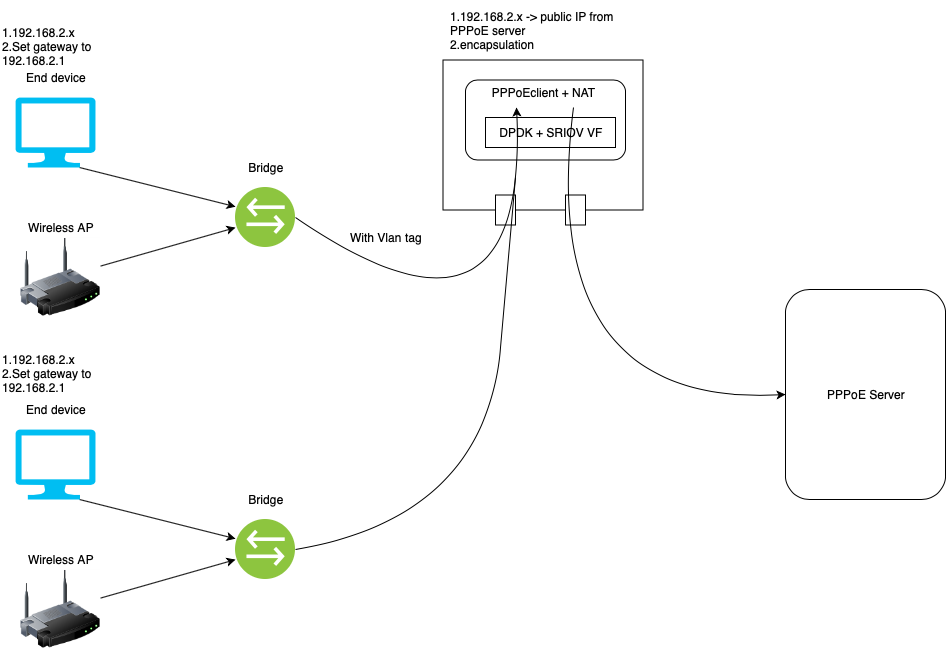 1.192.168.2.x -> public IP from
PPPoE server
2.encapsulation
1.192.168.2.x
2.Set gateway to
192.168.2.1
End device
PPPoEclient + NAT
DPDK + SRIOV VF
Bridge
Wireless AP
With Vlan tag
1.192.168.2.x
2.Set gateway to
192.168.2.1
End device
PPPoE Server
Bridge
Wireless AP